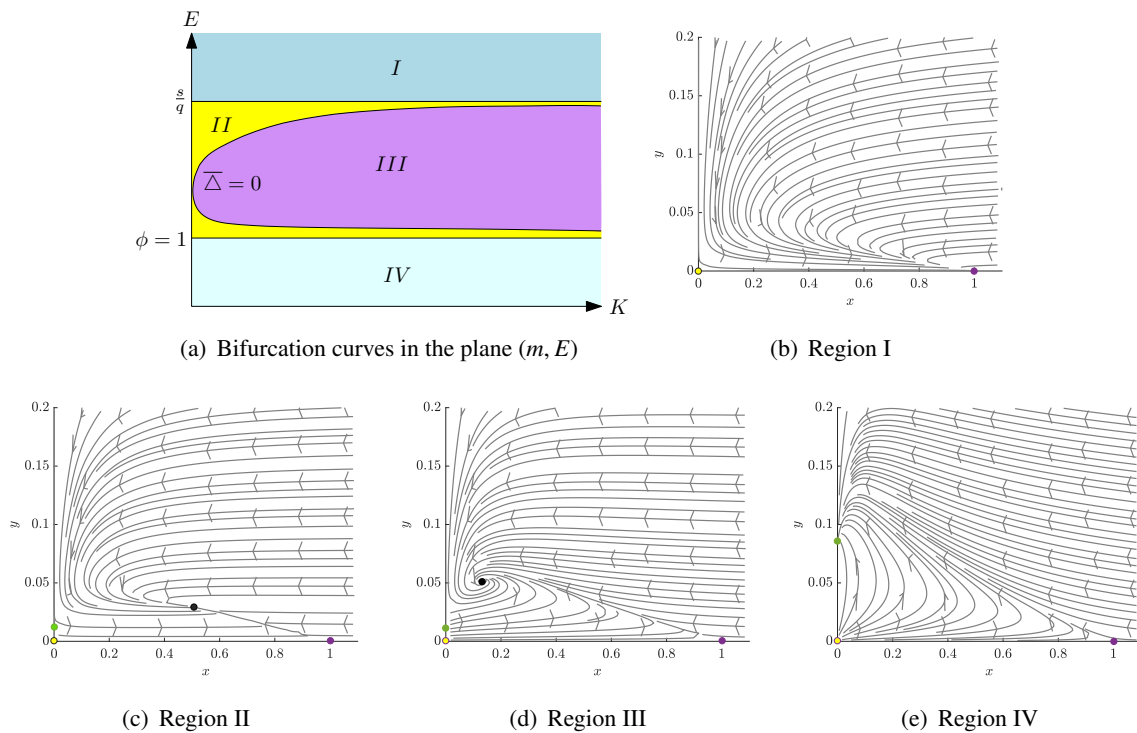 E
I
s/q
II
III
△̅ = 0
ϕ = 1
IV
K
(a) Bifurcation curves in the plane (m, E)
0.2
0.15
y
0.1
0.05
0
0 0.2 0.4 0.6 0.8 1
x
(b) Region I
0.2
0.15
y
0.1
0.05
0
0 0.2 0.4 0.6 0.8 1
x
(c) Region II
0.2
0.15
y
0.1
0.05
0
0 0.2 0.4 0.6 0.8 1
x
(d) Region III
0.2
0.15
y
0.1
0.05
0
0 0.2 0.4 0.6 0.8 1
x
(e) Region IV